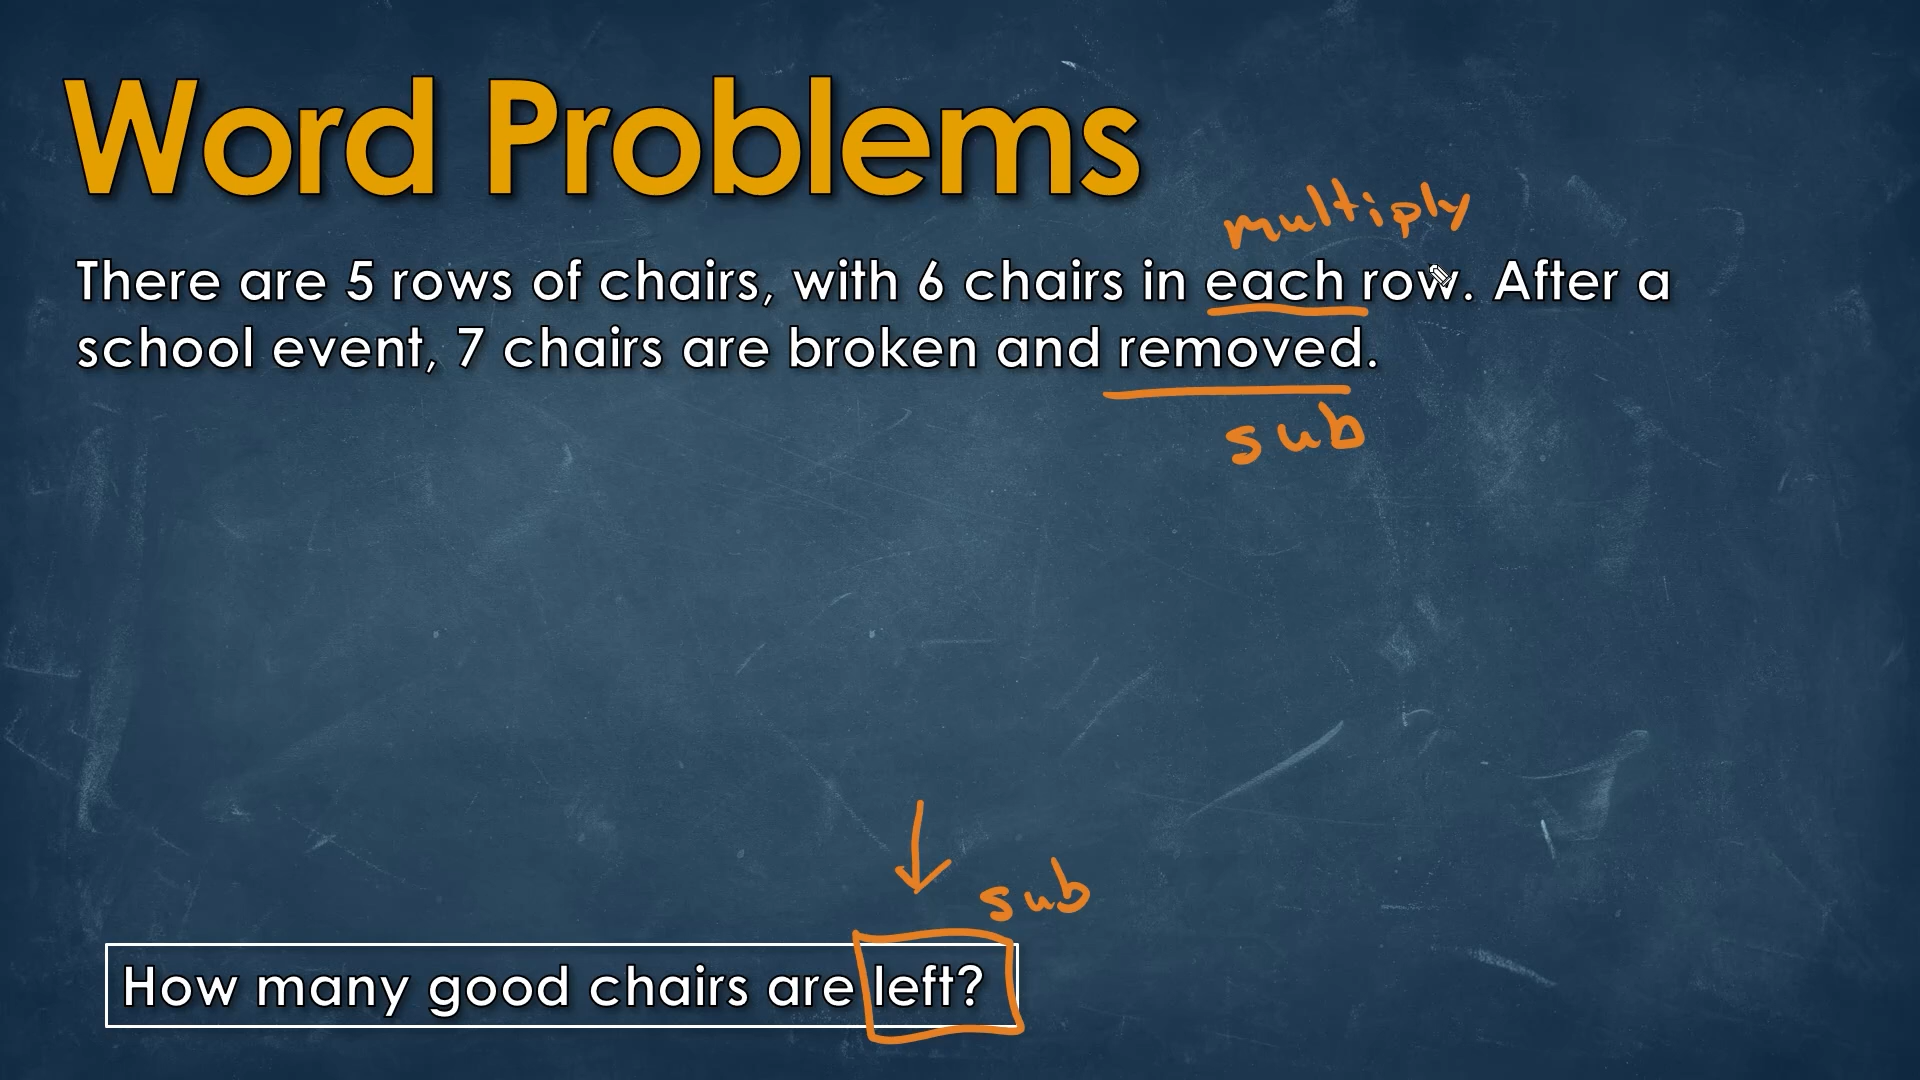 Word Problems
multiply
There are 5 rows of chairs, with 6 chairs in each row. After a
school event, 7 chairs are broken and removed.
sub
sub
How many good chairs are left?